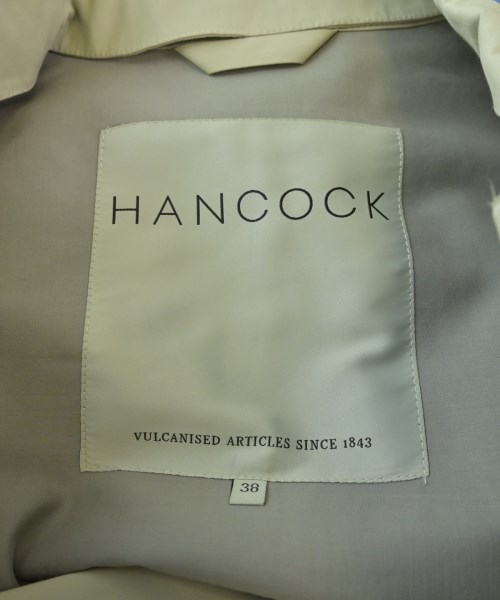 HANCOCK
VULCANISED ARTICLES SINCE 1843
38